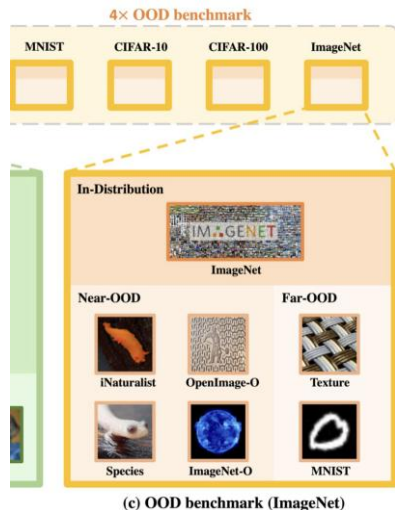 4× OOD benchmark
MNIST CIFAR-10 CIFAR-100 ImageNet
In-Distribution
IMAGENET
ImageNet
Near-OOD Far-OOD
iNaturalist OpenImage-O Texture
Species ImageNet-O MNIST
(c) OOD benchmark (ImageNet)